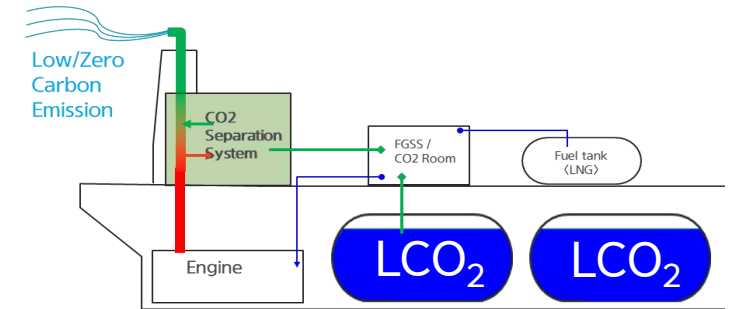 Low/Zero
Carbon
Emission
CO2
Separation
System
FGSS /
CO2 Room
Fuel tank
〈LNG〉
Engine
LCO₂
LCO₂